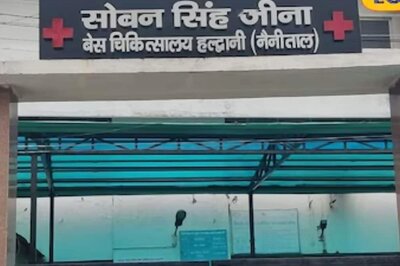 सोबन सिंह जीना
बेस चिकित्सालय हल्द्वानी (नैनीताल)